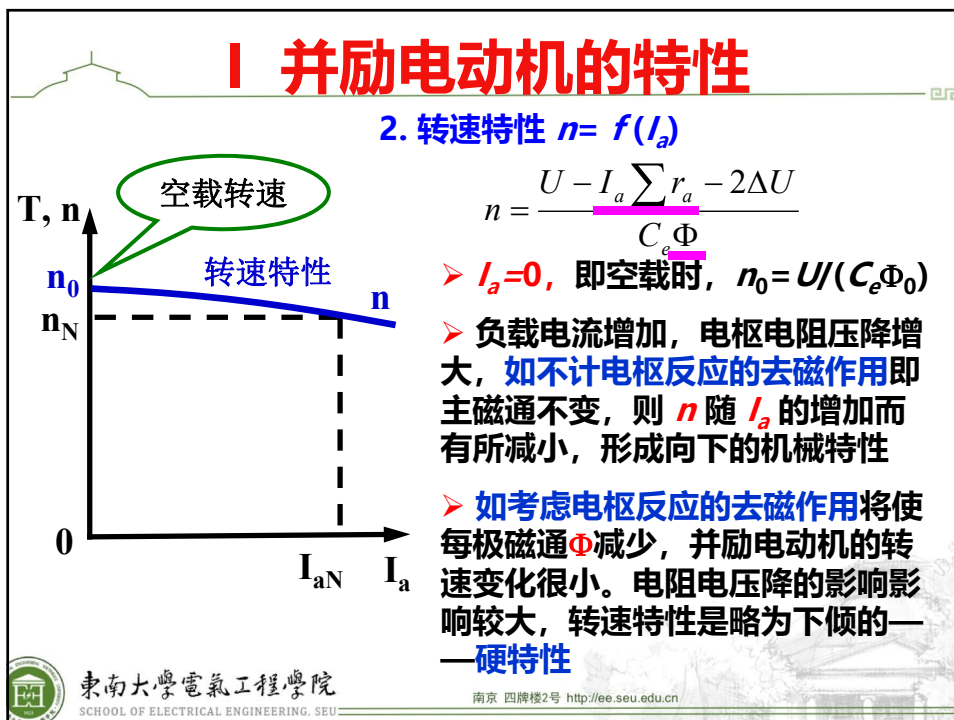 I 并励电动机的特性
2. 转速特性 n= f (Ia)
空载转速
T, n
n0
转速特性
n
nN
0
IaN
Ia
n = (U − Ia∑ra − 2ΔU) / (CeΦ)
➢ Ia=0，即空载时，n0=U/(CeΦ0)
➢ 负载电流增加，电枢电阻压降增
大，如不计电枢反应的去磁作用即
主磁通不变，则 n 随 Ia 的增加而
有所减小，形成向下的机械特性
➢ 如考虑电枢反应的去磁作用将使
每极磁通Φ减少，并励电动机的转
速变化很小。电阻电压降的影响影
响较大，转速特性是略为下倾的—
—硬特性
東南大學電氣工程學院
SCHOOL OF ELECTRICAL ENGINEERING. SEU
南京 四牌楼2号 http://ee.seu.edu.cn